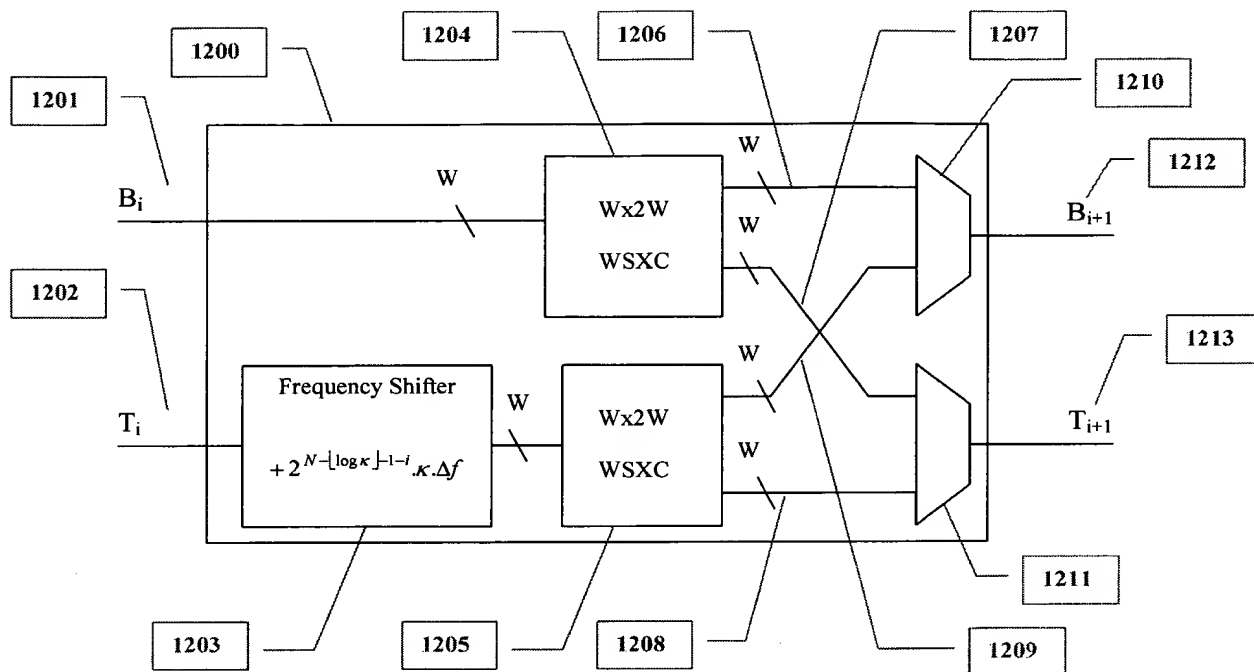 1200
1204
1206
1207
1201
1210
1212
W
W
B_i
Wx2W
WSXC
W
B_{i+1}
1202
1213
T_i
Frequency Shifter
+ 2^{N-⌊log κ⌋-1-i}.κ.Δf
W
Wx2W
WSXC
W
W
T_{i+1}
1203
1205
1208
1209
1211